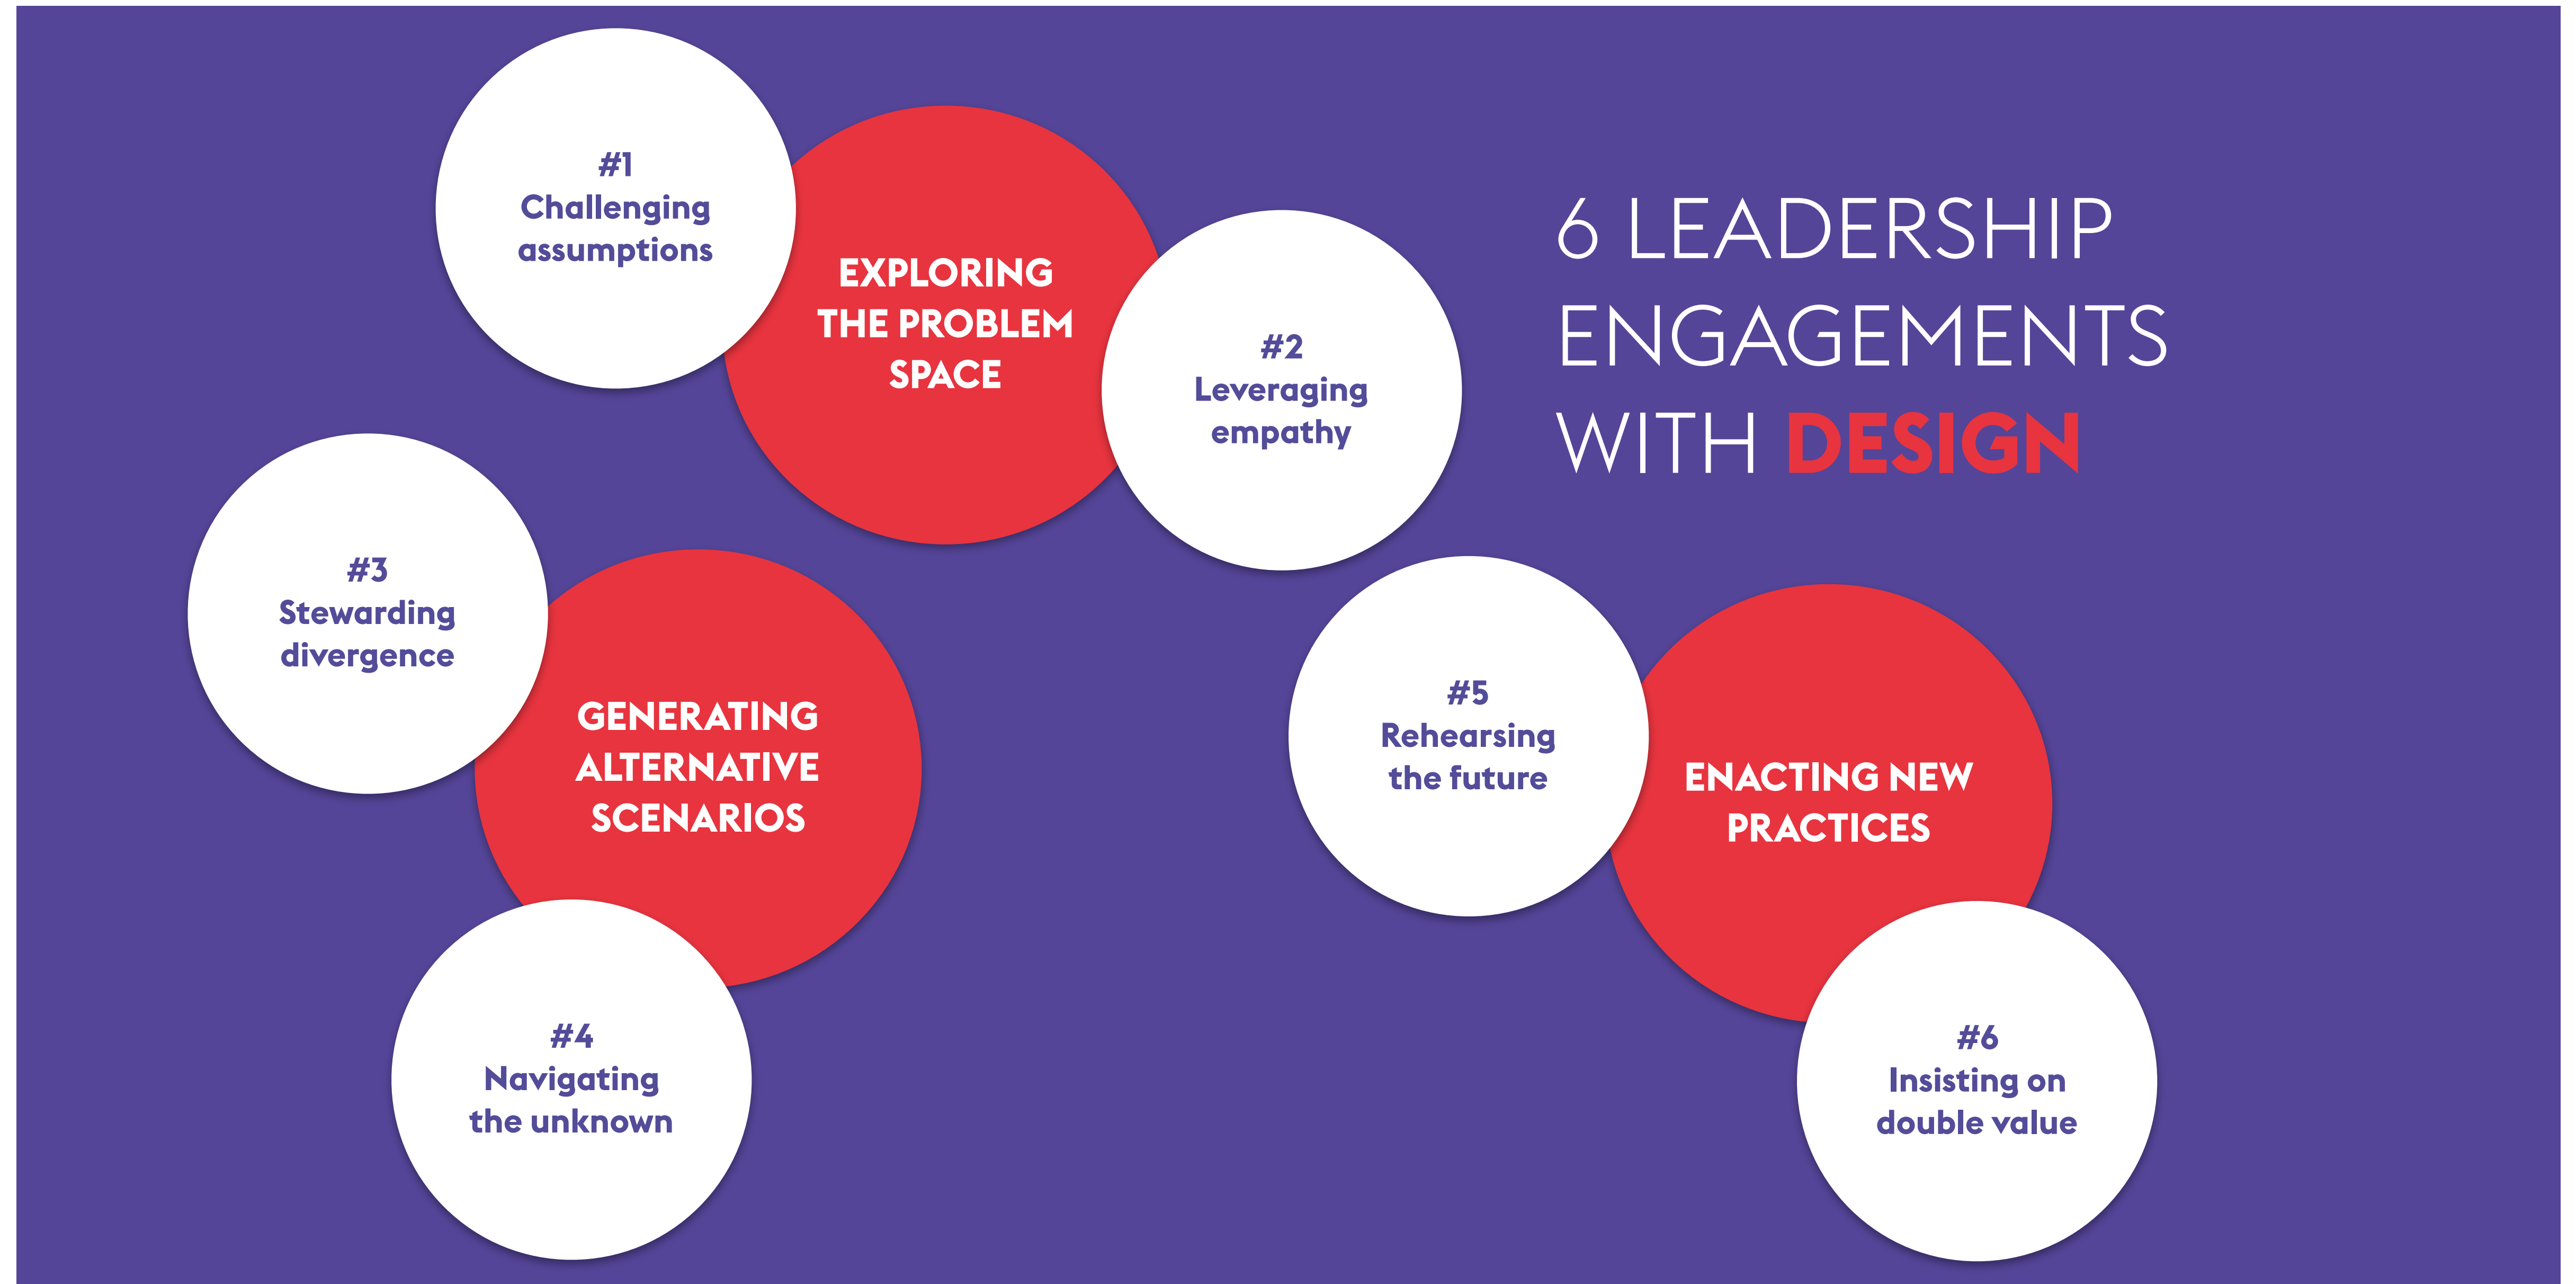 6 LEADERSHIP
ENGAGEMENTS
WITH DESIGN
#1
Challenging
assumptions
EXPLORING
THE PROBLEM
SPACE
#2
Leveraging
empathy
#3
Stewarding
divergence
GENERATING
ALTERNATIVE
SCENARIOS
#4
Navigating
the unknown
#5
Rehearsing
the future
ENACTING NEW
PRACTICES
#6
Insisting on
double value